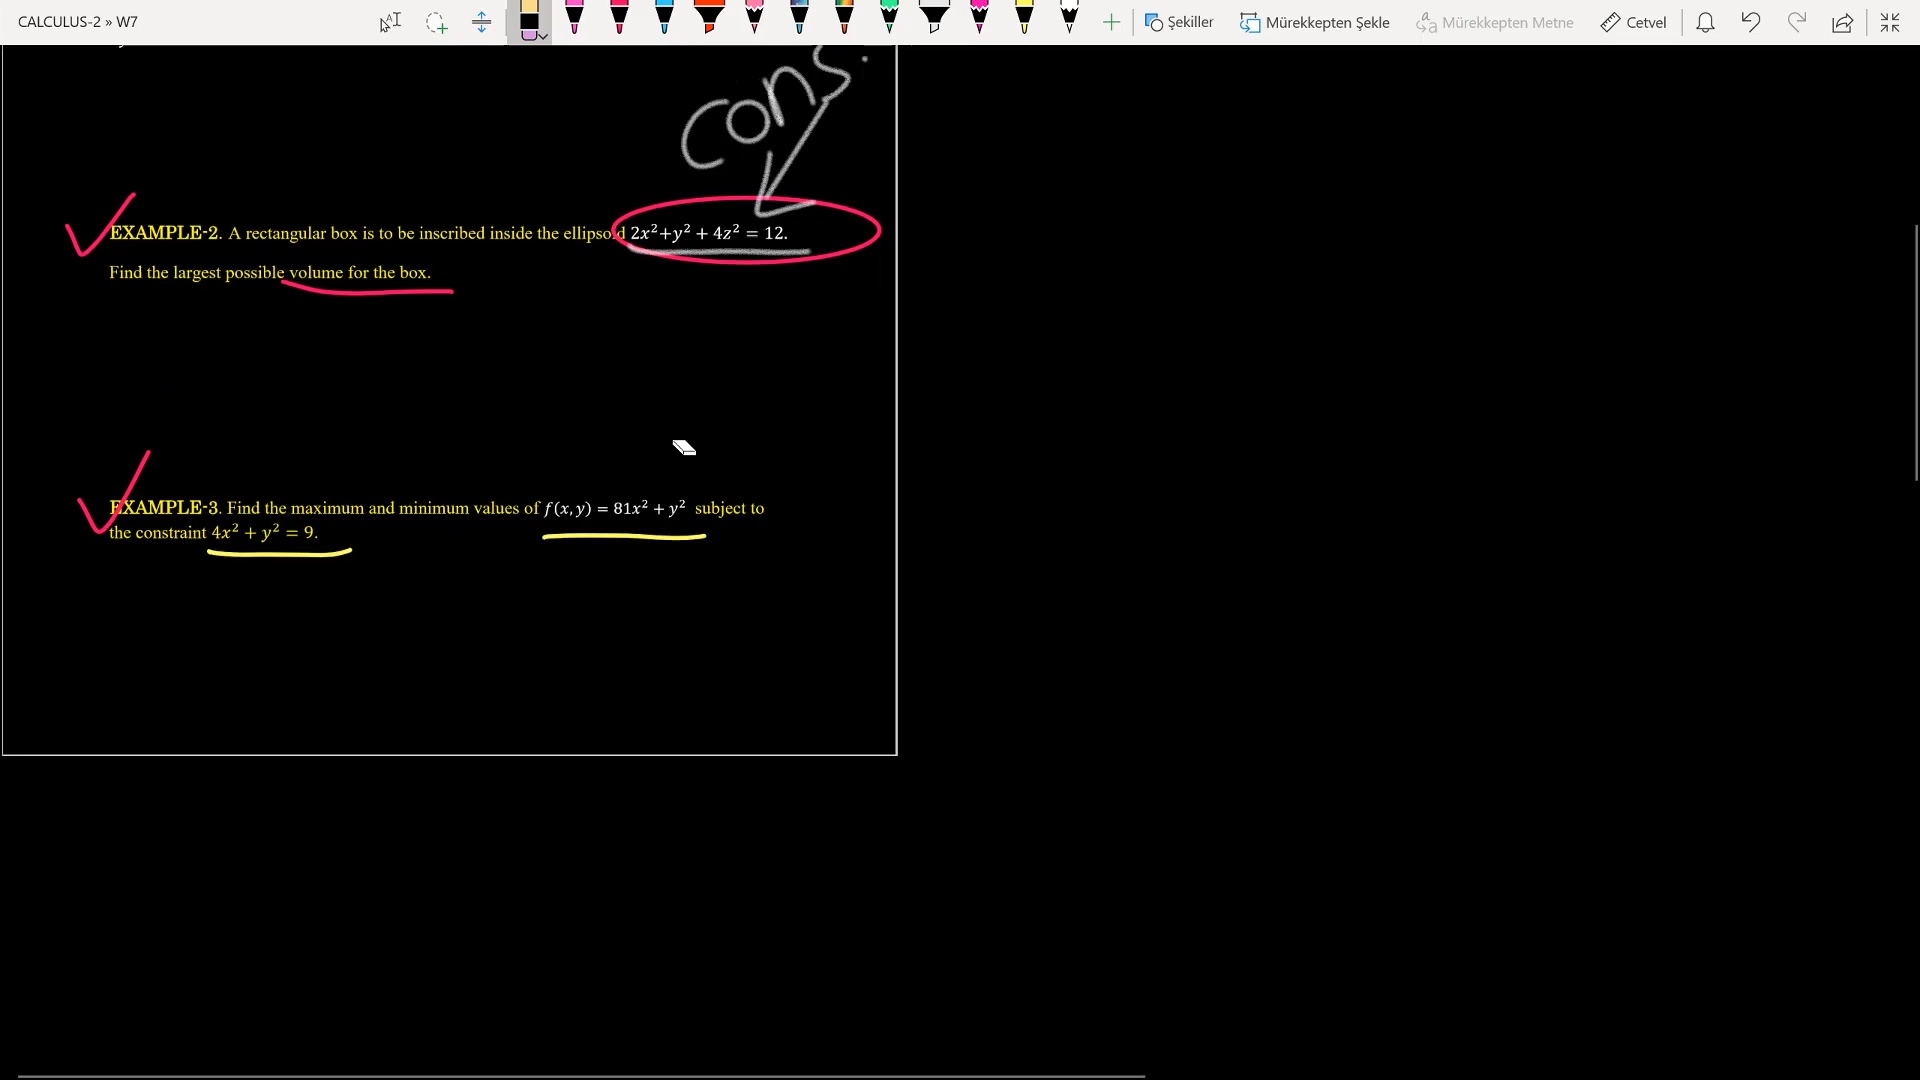 CALCULUS-2 » W7
Şekiller
Mürekkepten Şekle
Mürekkepten Metne
Cetvel
cons.
EXAMPLE-2. A rectangular box is to be inscribed inside the ellipsoid 2x²+y² + 4z² = 12.
Find the largest possible volume for the box.
EXAMPLE-3. Find the maximum and minimum values of f(x, y) = 81x² + y² subject to
the constraint 4x² + y² = 9.